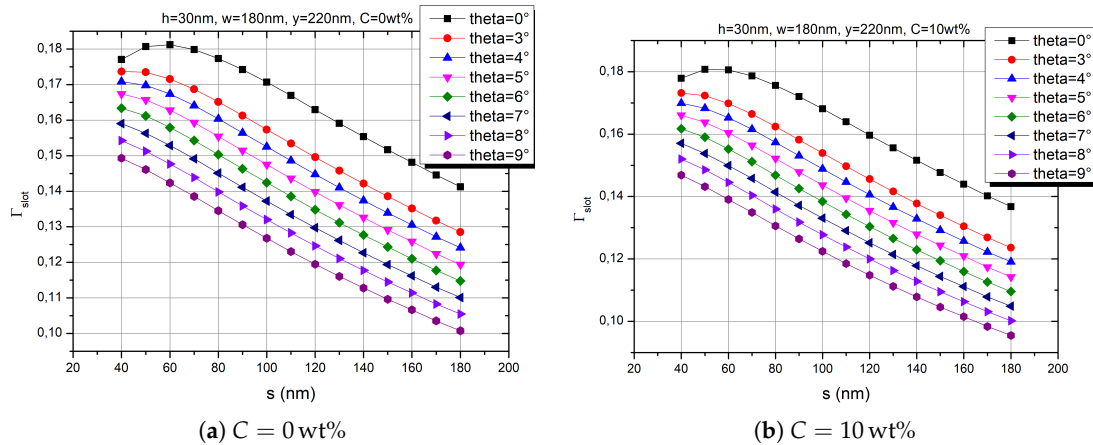 h=30nm, w=180nm, y=220nm, C=0wt%
theta=0°
theta=3°
theta=4°
theta=5°
theta=6°
theta=7°
theta=8°
theta=9°
0,18
0,17
0,16
0,15
0,14
0,13
0,12
0,11
0,10
Γslot
20 40 60 80 100 120 140 160 180 200
s (nm)
(a) C = 0 wt%
h=30nm, w=180nm, y=220nm, C=10wt%
theta=0°
theta=3°
theta=4°
theta=5°
theta=6°
theta=7°
theta=8°
theta=9°
0,18
0,16
0,14
0,12
0,10
Γslot
20 40 60 80 100 120 140 160 180 200
s (nm)
(b) C = 10 wt%